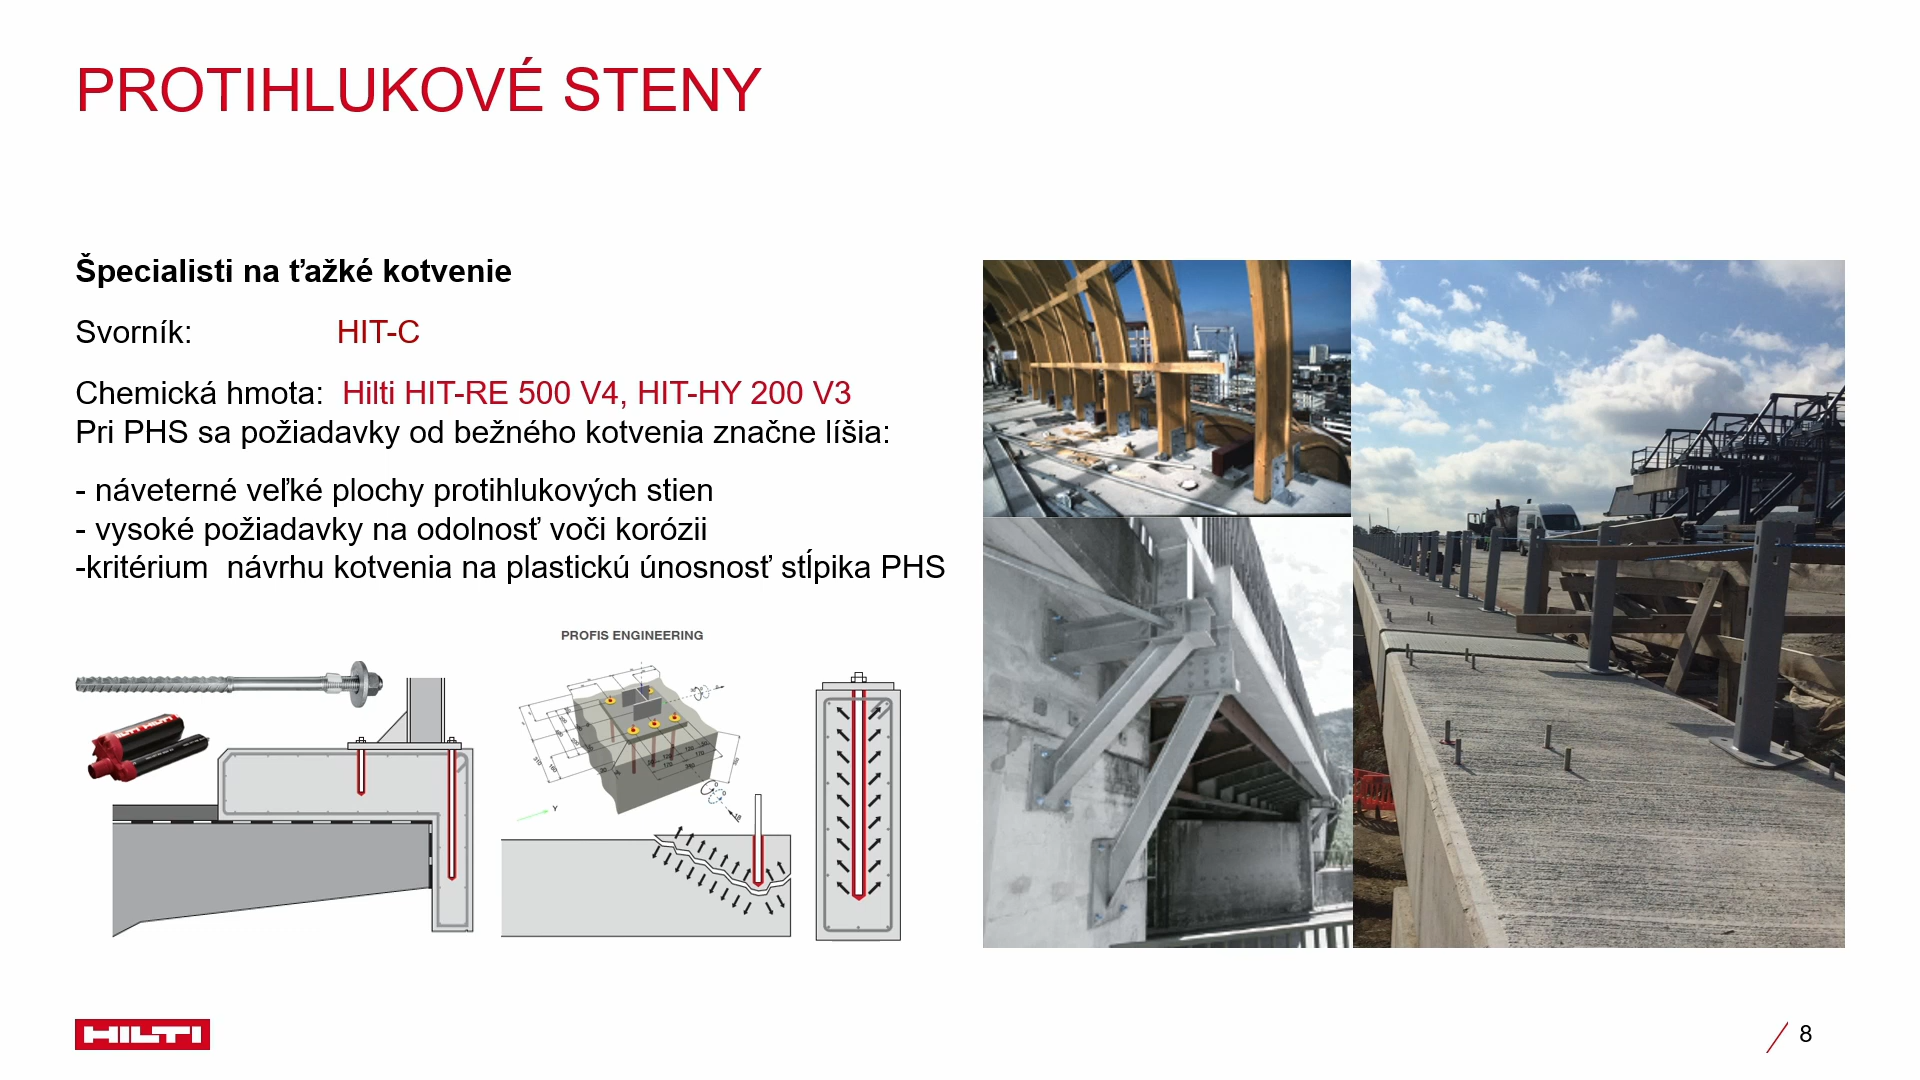 PROTIHLUKOVÉ STENY
Špecialisti na ťažké kotvenie
Svorník: HIT-C
Chemická hmota: Hilti HIT-RE 500 V4, HIT-HY 200 V3
Pri PHS sa požiadavky od bežného kotvenia značne líšia:
- náveterné veľké plochy protihlukových stien
- vysoké požiadavky na odolnosť voči korózii
-kritérium  návrhu kotvenia na plastickú únosnosť stĺpika PHS
PROFIS ENGINEERING
HILTI
Y
HILTI
8